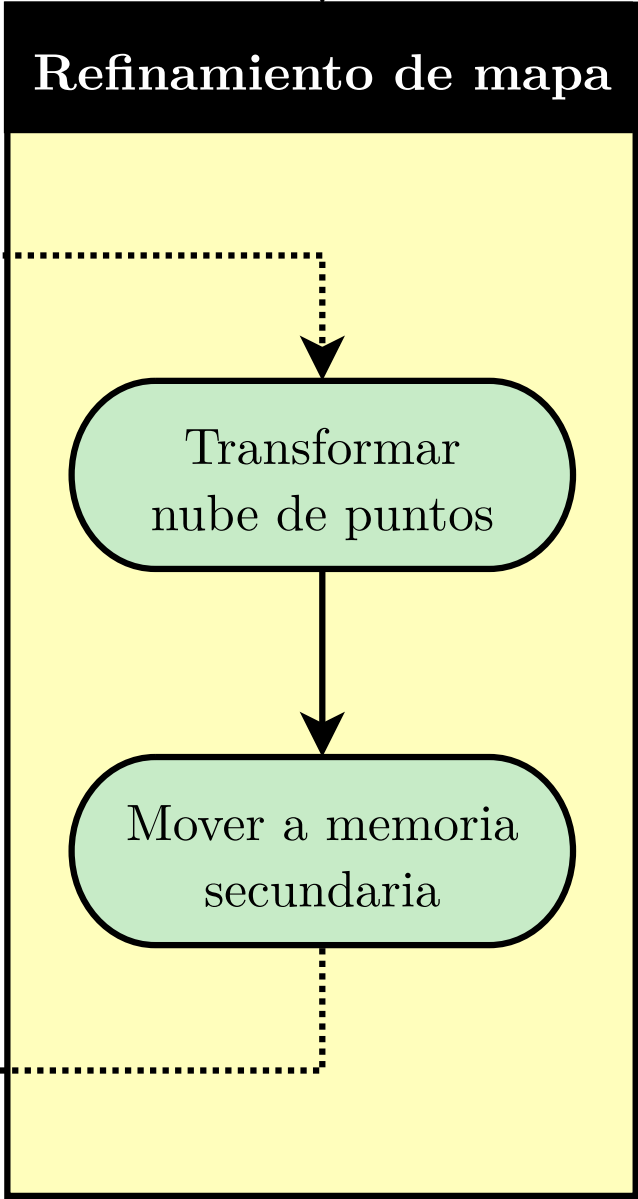 Refinamiento de mapa
Transformar
nube de puntos
Mover a memoria
secundaria